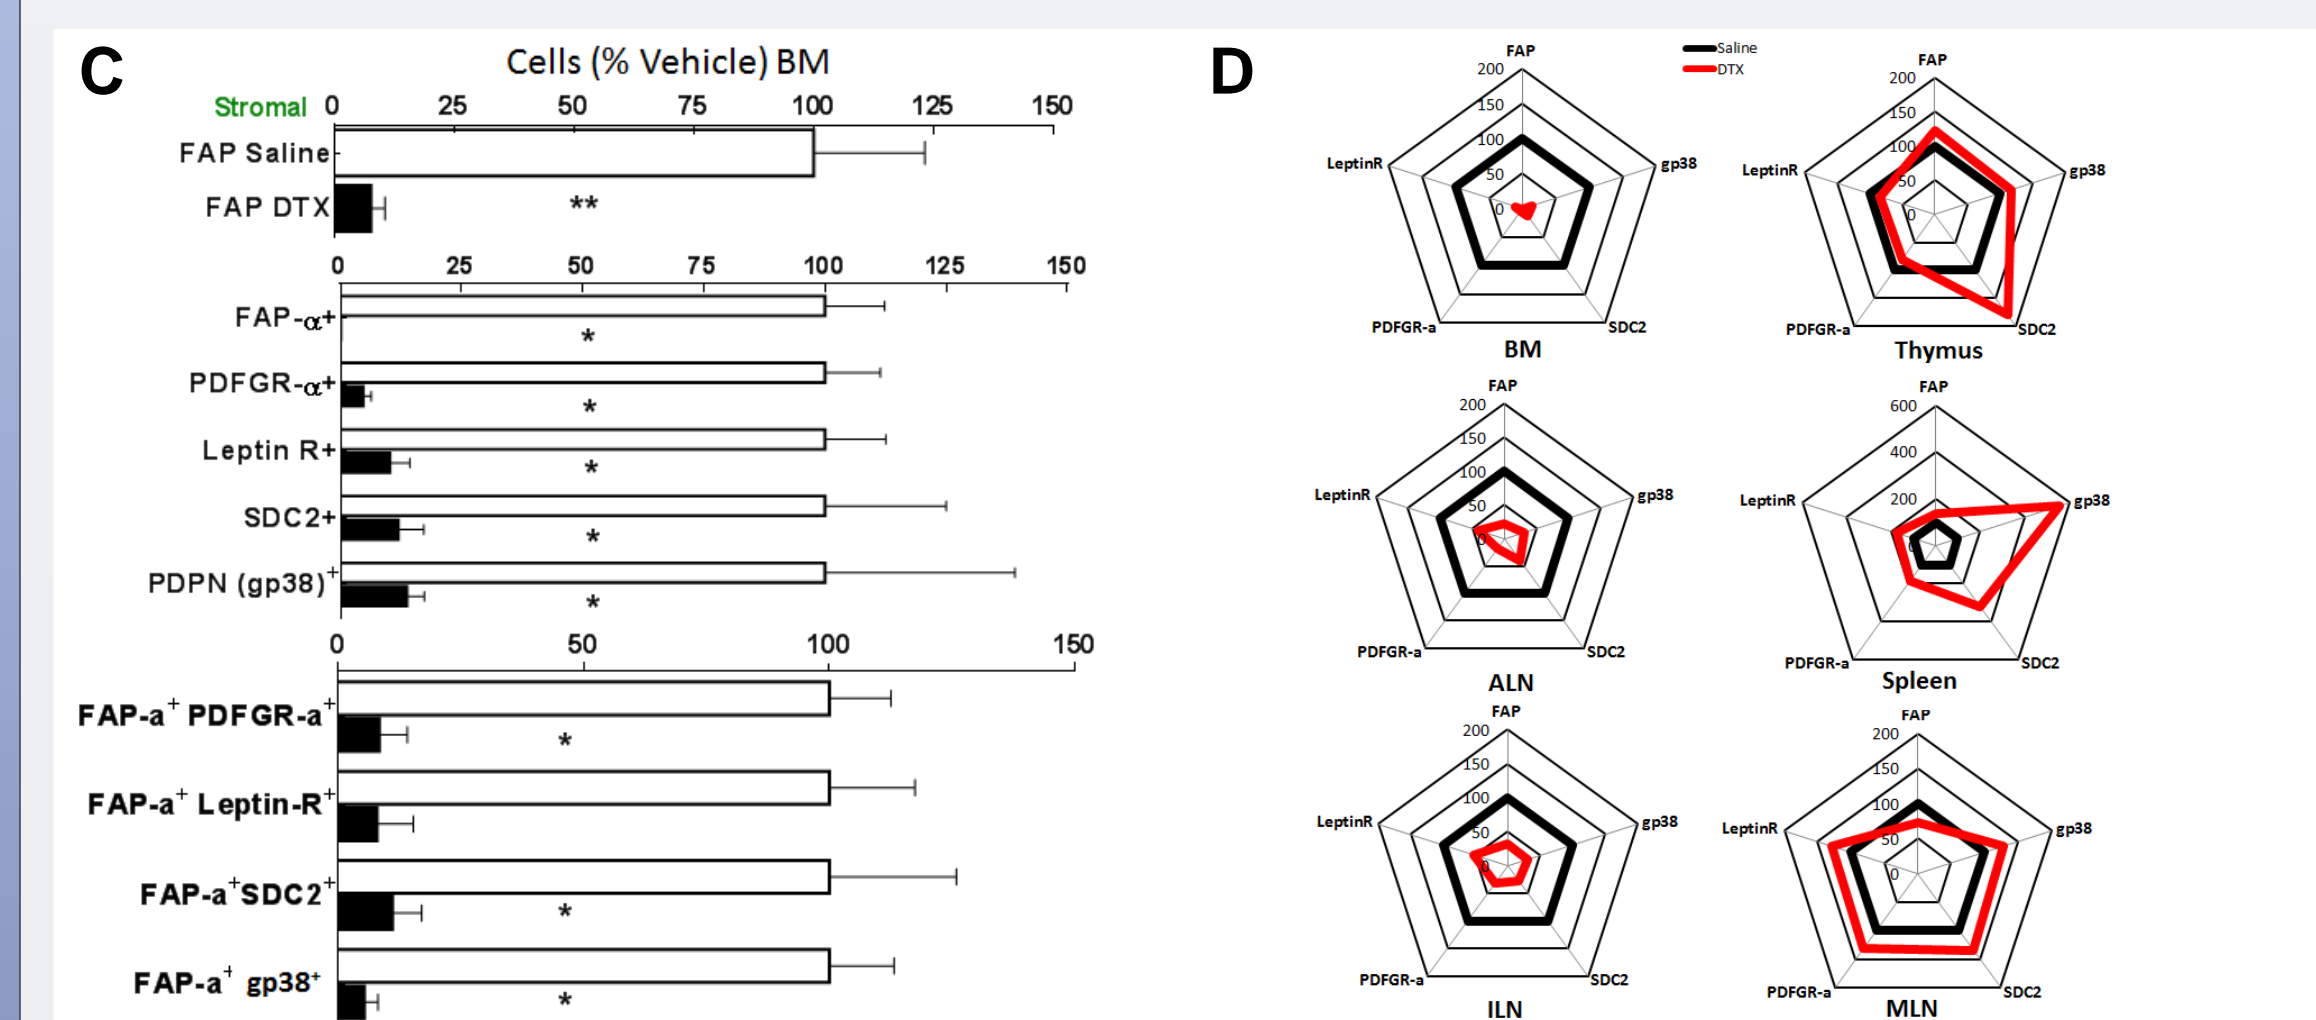 C
Cells (% Vehicle) BM
Stromal 0 25 50 75 100 125 150
FAP Saline
FAP DTX **
0 25 50 75 100 125 150
FAP-α+ *
PDFGR-α+ *
Leptin R+ *
SDC2+ *
PDPN (gp38)+ *
0 50 100 150
FAP-a+ PDFGR-a+ *
FAP-a+ Leptin-R+
FAP-a+SDC2+ *
FAP-a+ gp38+ *
D
Saline
DTX
FAP
200
150
100
50
0
LeptinR
gp38
PDFGR-a
SDC2
BM
FAP
200
150
100
50
0
LeptinR
gp38
PDFGR-a
SDC2
Thymus
FAP
200
150
100
50
0
LeptinR
gp38
PDFGR-a
SDC2
ALN
FAP
600
400
200
0
LeptinR
gp38
PDFGR-a
SDC2
Spleen
FAP
200
150
100
50
0
LeptinR
gp38
PDFGR-a
SDC2
ILN
FAP
200
150
100
50
0
LeptinR
gp38
PDFGR-a
SDC2
MLN